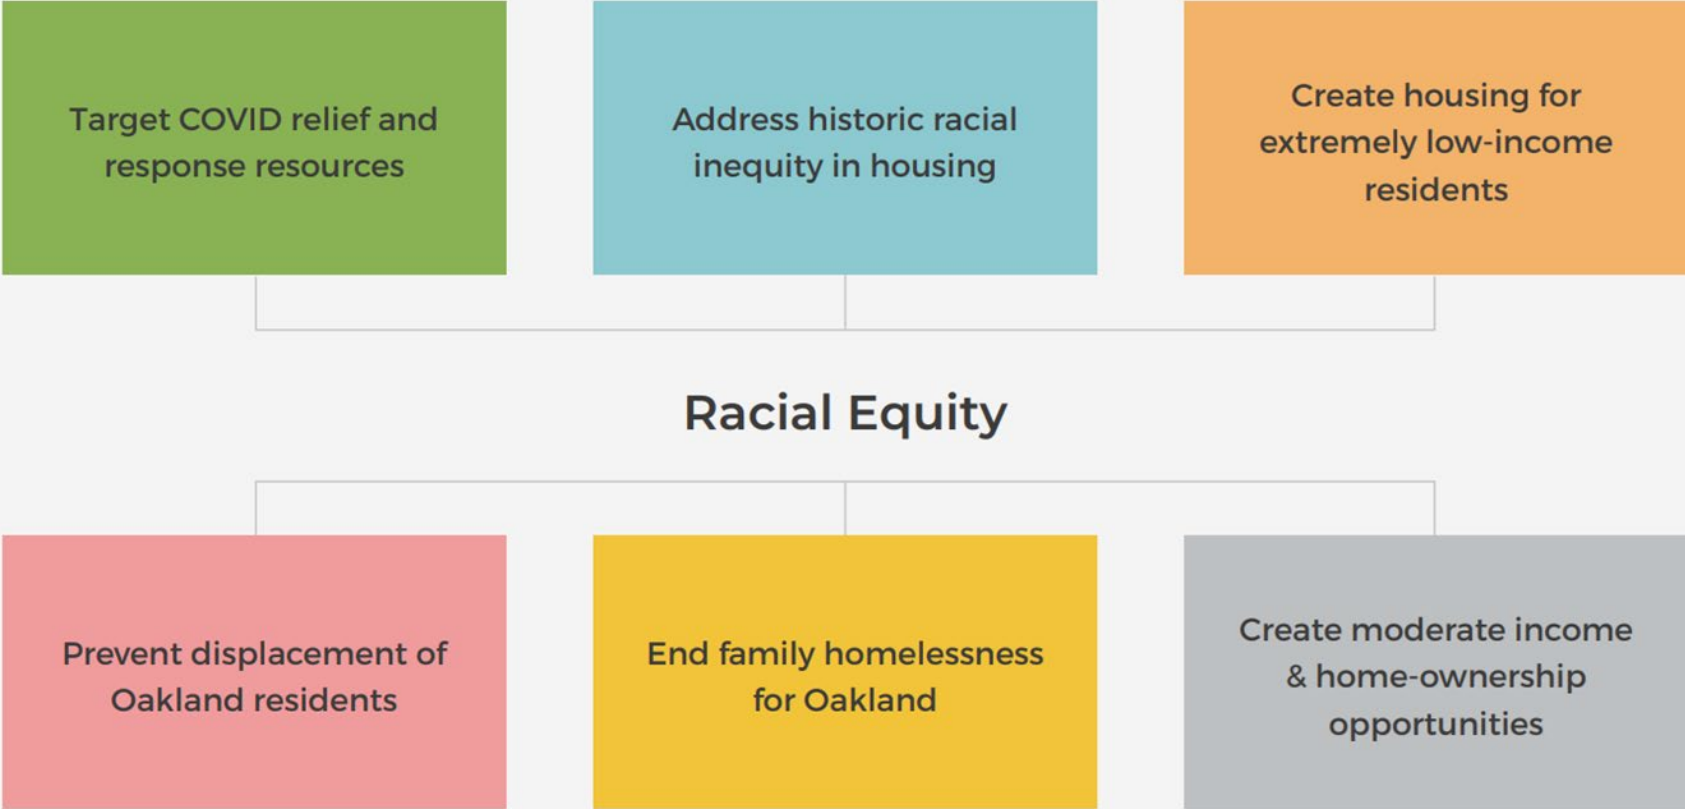 Target COVID relief and
response resources
Address historic racial
inequity in housing
Create housing for
extremely low-income
residents
Racial Equity
Prevent displacement of
Oakland residents
End family homelessness
for Oakland
Create moderate income
& home-ownership
opportunities